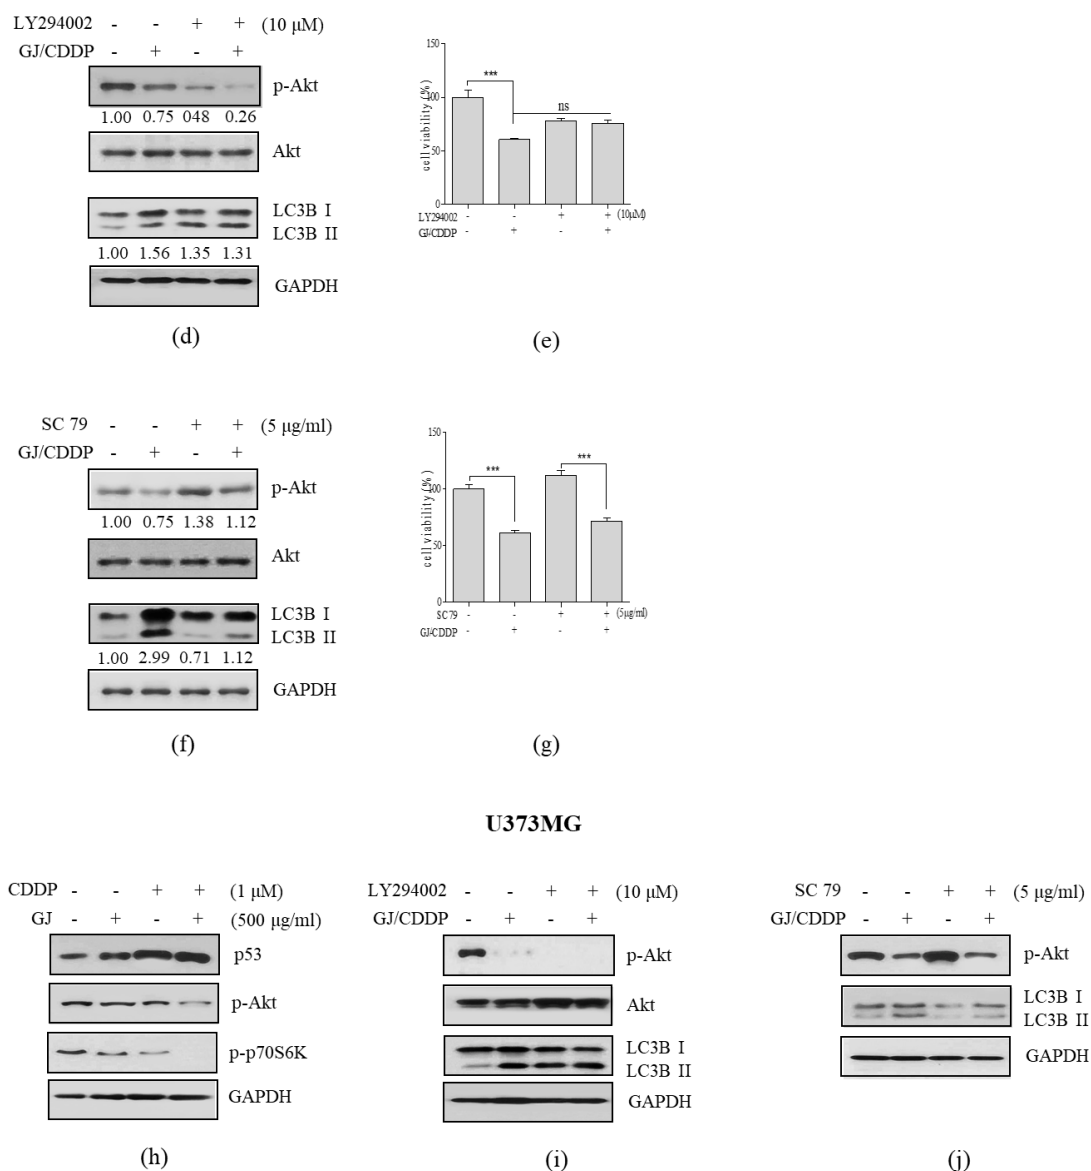 LY294002 - - + + (10 μM)
GJ/CDDP - + - +
p-Akt
1.00 0.75 048 0.26
Akt
LC3B I
LC3B II
1.00 1.56 1.35 1.31
GAPDH
(d)
150
100
50
0
cell viability (%)
***
ns
LY294002 - - + + (10μM)
GJ/CDDP - + - +
(e)
SC 79 - - + + (5 μg/ml)
GJ/CDDP - + - +
p-Akt
1.00 0.75 1.38 1.12
Akt
LC3B I
LC3B II
1.00 2.99 0.71 1.12
GAPDH
(f)
150
100
50
0
cell viability (%)
***
***
SC79 - - + + (5μg/ml)
GJ/CDDP - + - +
(g)
U373MG
CDDP - - + + (1 μM)
GJ - + - + (500 μg/ml)
p53
p-Akt
p-p70S6K
GAPDH
(h)
LY294002 - - + + (10 μM)
GJ/CDDP - + - +
p-Akt
Akt
LC3B I
LC3B II
GAPDH
(i)
SC 79 - - + + (5 μg/ml)
GJ/CDDP - + - +
p-Akt
LC3B I
LC3B II
GAPDH
(j)